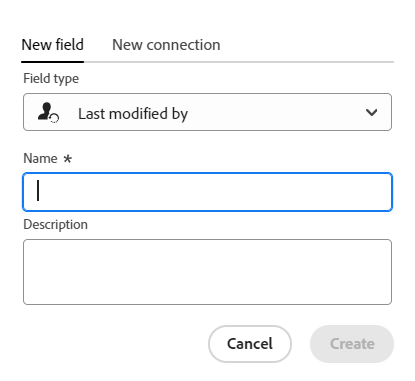 New field New connection
Field type
Last modified by
Name *
Description
Cancel Create